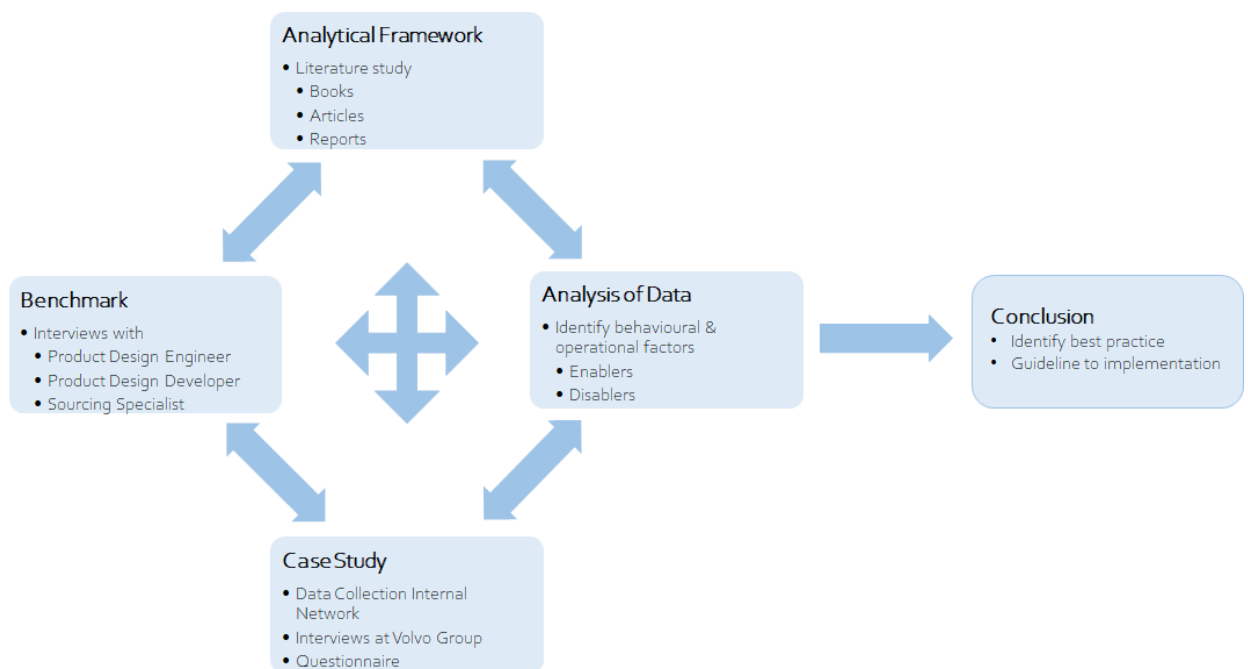 Analytical Framework
• Literature study
• Books
• Articles
• Reports
Benchmark
• Interviews with
• Product Design Engineer
• Product Design Developer
• Sourcing Specialist
Analysis of Data
• Identify behavioural &
operational factors
• Enablers
• Disablers
Conclusion
• Identify best practice
• Guideline to implementation
Case Study
• Data Collection Internal
Network
• Interviews at Volvo Group
• Questionnaire